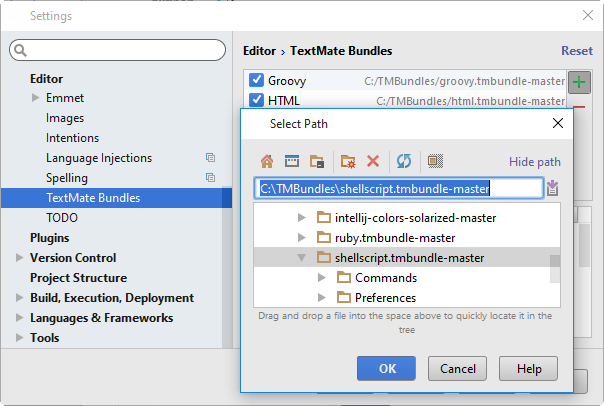 Settings
Editor › TextMate Bundles
Reset
Editor
Emmet
Images
Intentions
Language Injections
Spelling
TextMate Bundles
TODO
Plugins
Version Control
Project Structure
Build, Execution, Deployment
Languages & Frameworks
Tools
Groovy C:/TMBundles/groovy.tmbundle-master
HTML C:/TMBundles/html.tmbundle-master
Select Path
Hide path
C:\TMBundles\shellscript.tmbundle-master
intellij-colors-solarized-master
ruby.tmbundle-master
shellscript.tmbundle-master
Commands
Preferences
Drag and drop a file into the space above to quickly locate it in the
tree
OK
Cancel
Help